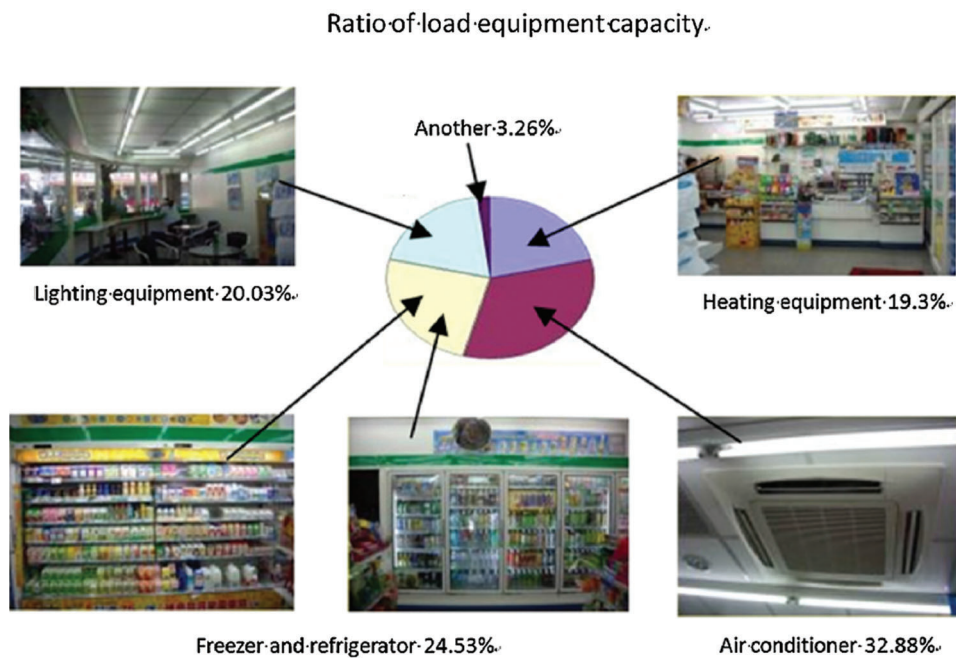 Ratio of load equipment capacity
Another 3.26%
Lighting equipment 20.03%
Heating equipment 19.3%
Freezer and refrigerator 24.53%
Air conditioner 32.88%